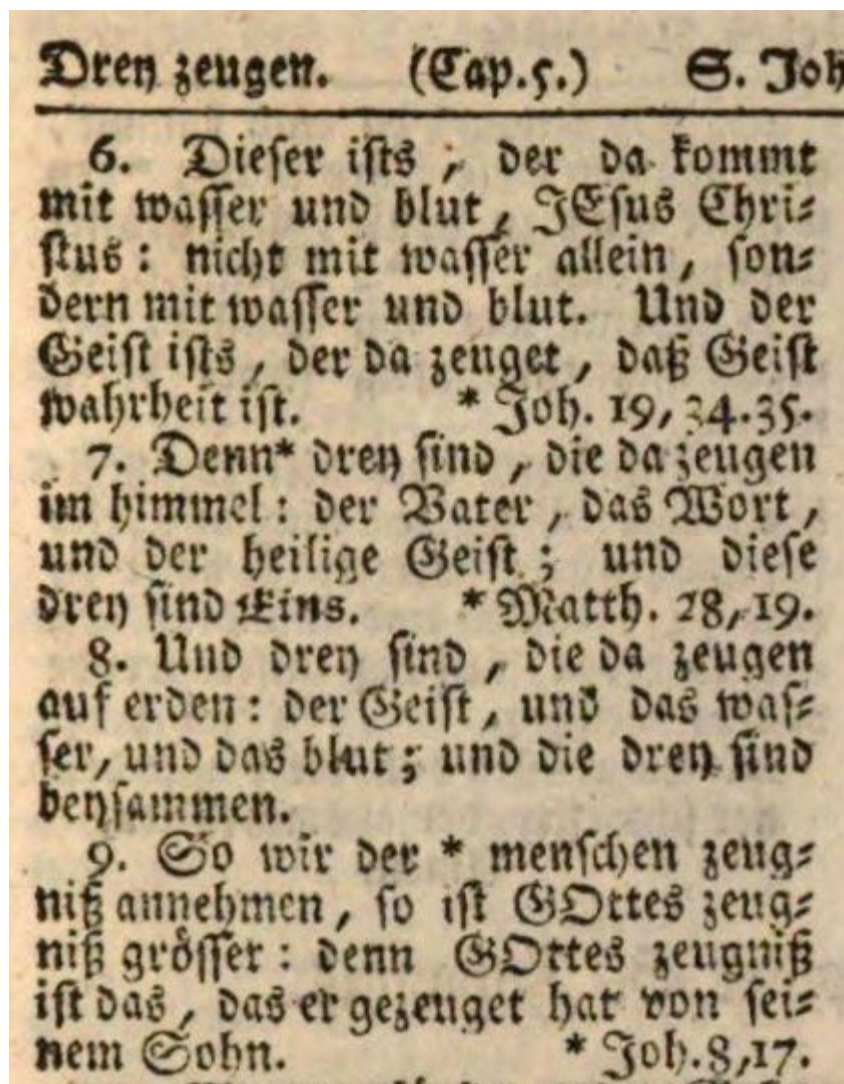 Drey zeugen. (Cap.5.) S. Joh
6. Dieser ists, der da kommt
mit wasser und blut, JEsus Chri-
stus: nicht mit wasser allein, son-
dern mit wasser und blut. Und der
Geist ists, der da zeuget, daß Geist
wahrheit ist. * Joh. 19, 34.35.
7. Denn* drey sind, die da zeugen
im himmel: der Vater, das Wort,
und der heilige Geist; und diese
drey sind Eins. * Matth. 28, 19.
8. Und drey sind, die da zeugen
auf erden: der Geist, und das was-
ser, und das blut; und die drey sind
beysammen.
9. So wir der * menschen zeug-
niß annehmen, so ist GOttes zeug-
niß grösser: denn GOttes zeugniß
ist das, das er gezeuget hat von sei-
nem Sohn. * Joh.8,17.